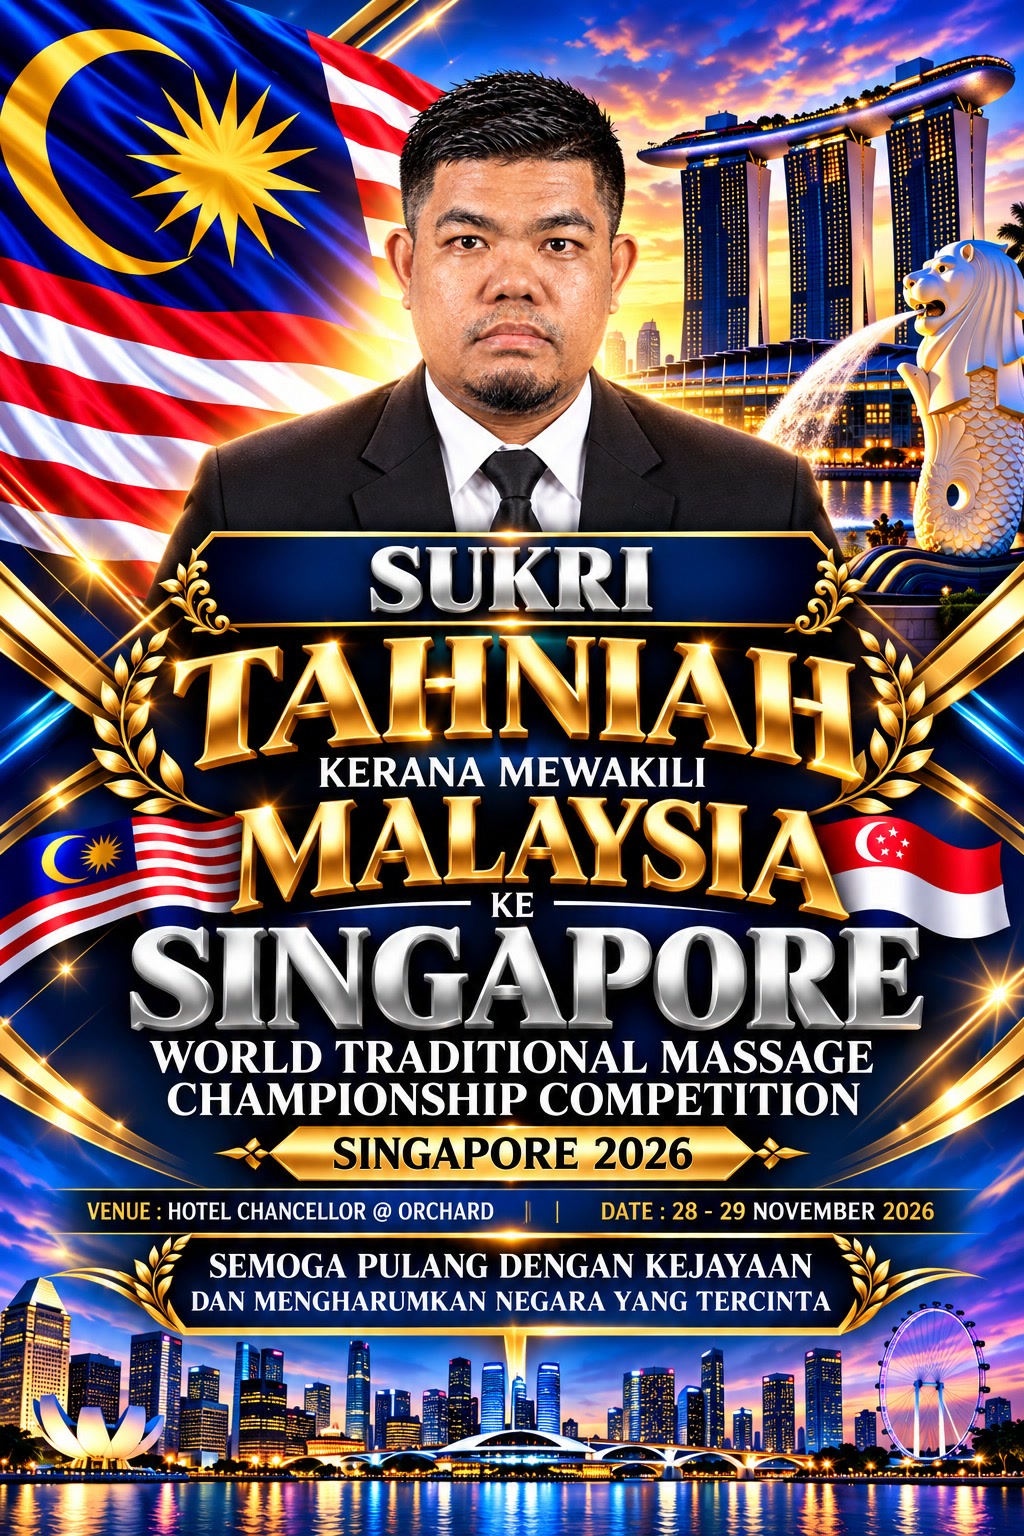 SUKRI
TAHNIAH
KERANA MEWAKILI
MALAYSIA
KE
SINGAPORE
WORLD TRADITIONAL MASSAGE
CHAMPIONSHIP COMPETITION
SINGAPORE 2026
VENUE : HOTEL CHANCELLOR @ ORCHARD | | DATE : 28 - 29 NOVEMBER 2026
SEMOGA PULANG DENGAN KEJAYAAN
DAN MENGHARUMKAN NEGARA YANG TERCINTA